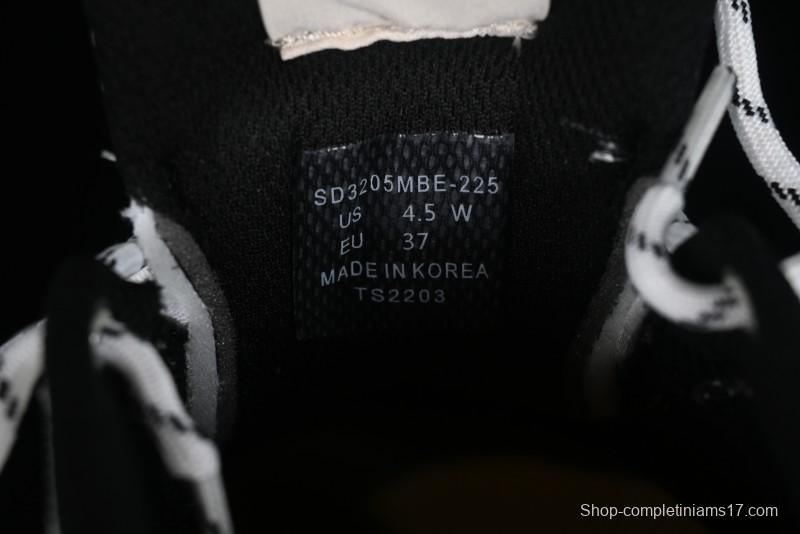 SD3205MBE-225
US 4.5 W
EU 37
MADE IN KOREA
TS2203
Shop-completiniams17.com